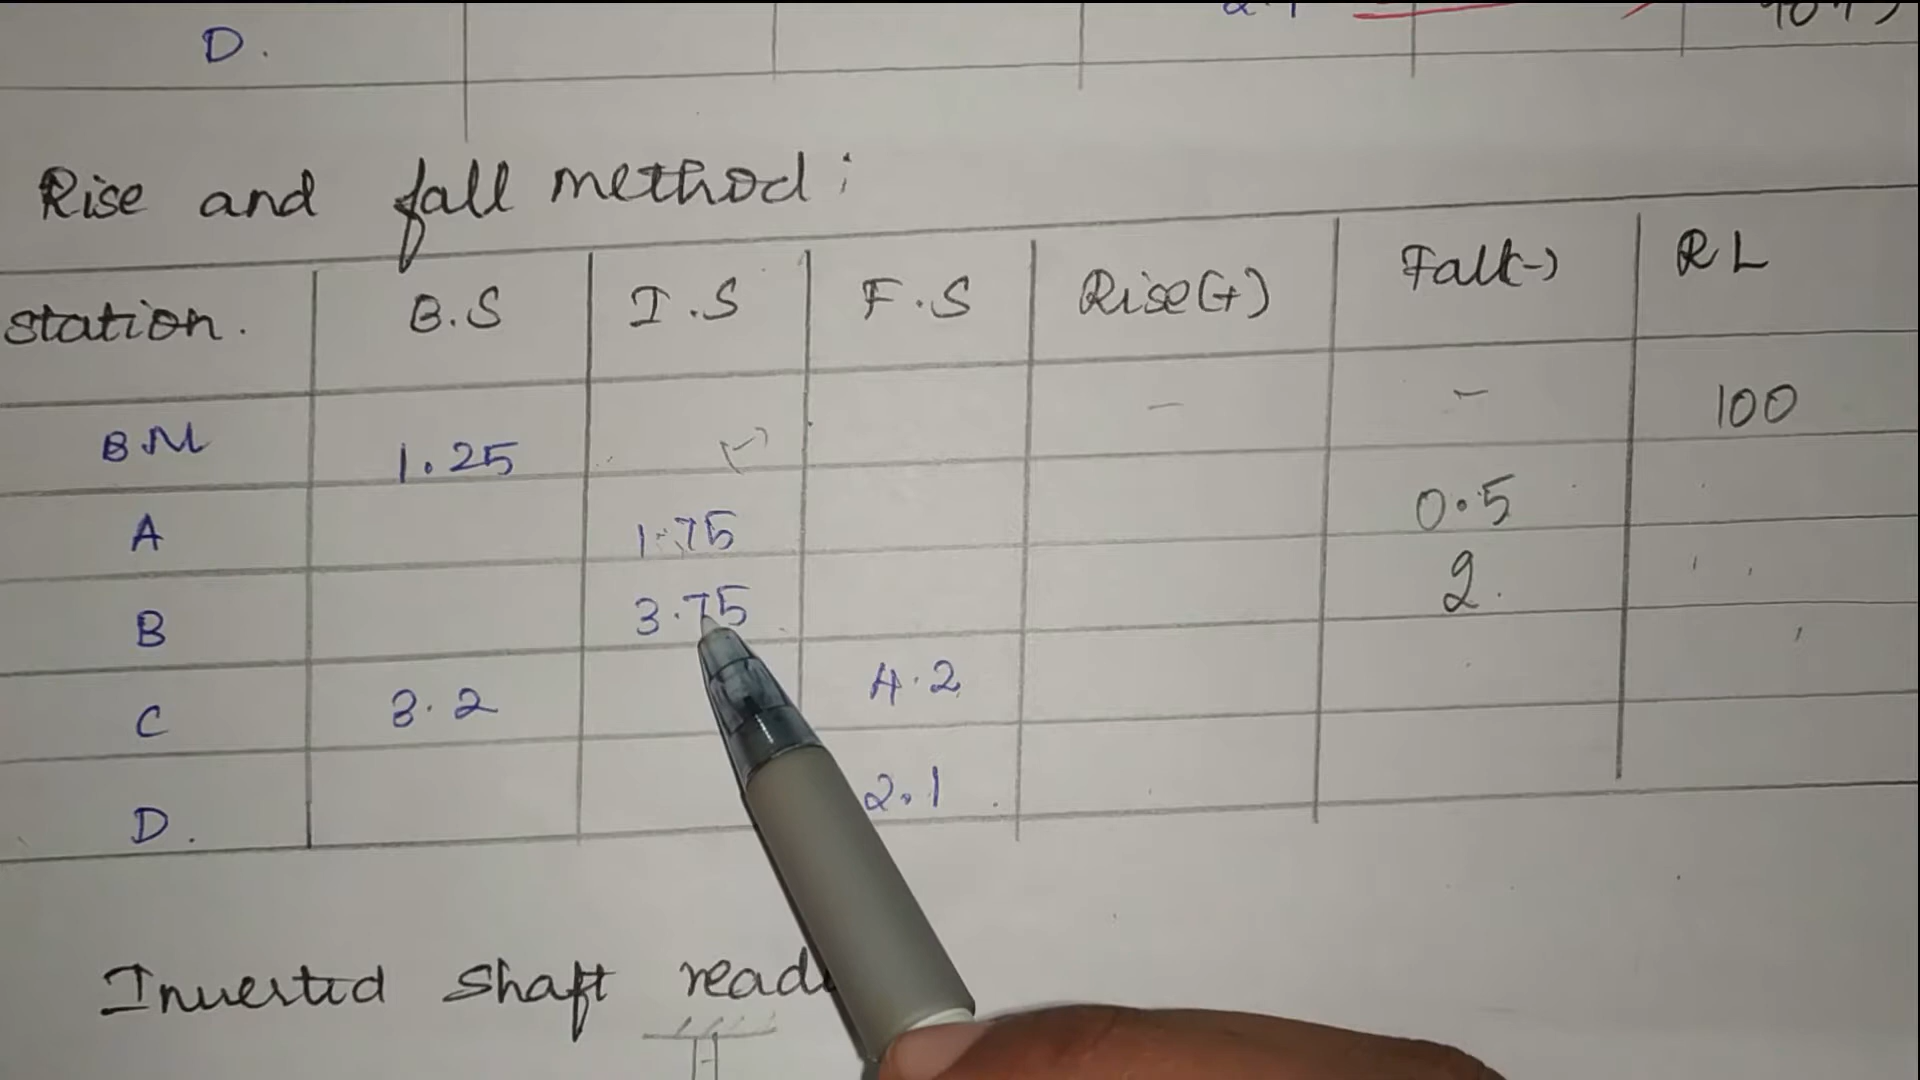 D.
Rise and fall method:
station. B.S I.S F.S Rise(+) Fall(-) RL
BM 1.25 (-) - - 100
A 1.75 0.5
B 3.75 2.
C 3.2 4.2
D. 2.1
Inverted shaft